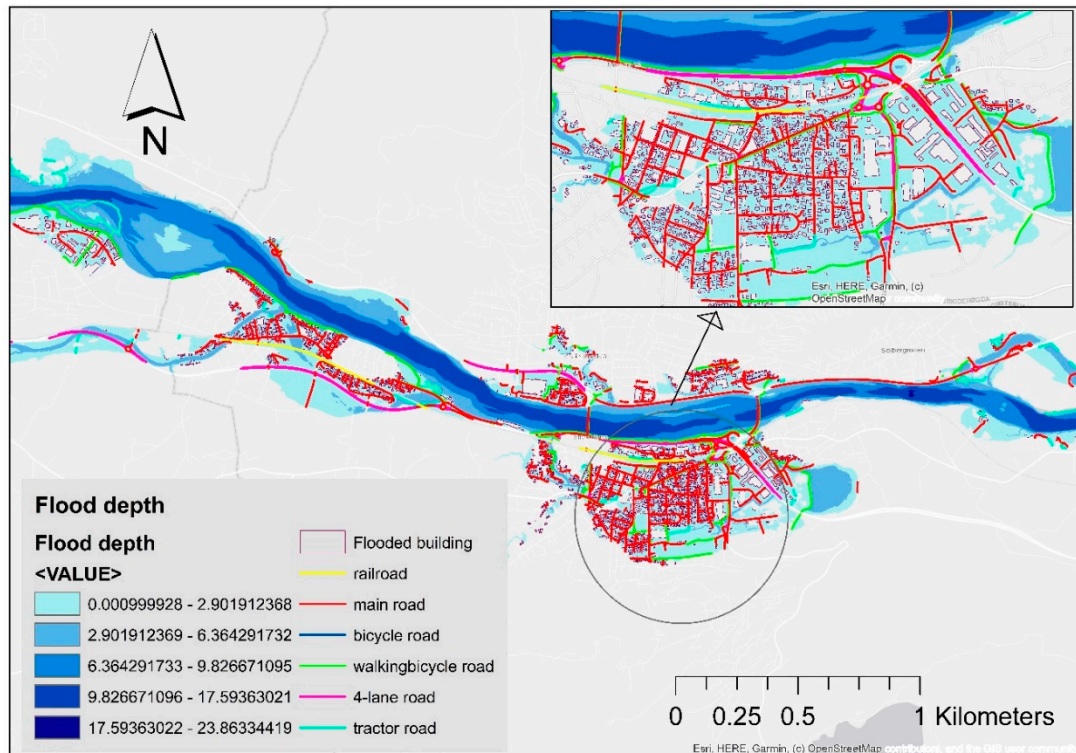 N
Esri, HERE, Garmin, (c)
OpenStreetMap
Flood depth
Flood depth
<VALUE>
0.000999928 - 2.901912368
2.901912369 - 6.364291732
6.364291733 - 9.826671095
9.826671096 - 17.59363021
17.59363022 - 23.86334419
Flooded building
railroad
main road
bicycle road
walkingbicycle road
4-lane road
tractor road
0 0.25 0.5 1 Kilometers
Esri, HERE, Garmin, (c) OpenStreetMap contributors, and the GIS user community